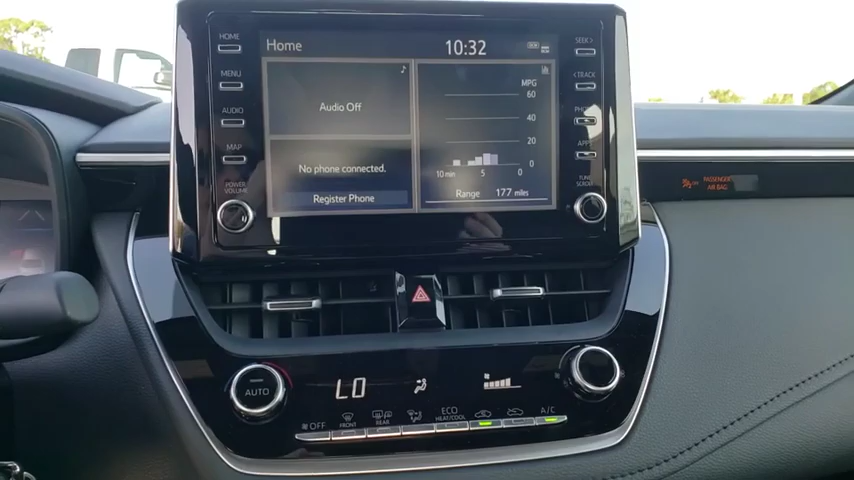 HOME
MENU
AUDIO
MAP
POWER
VOLUME
Home
10:32
Audio Off
♪
MPG
60
40
20
0
10 min
5
0
No phone connected.
Register Phone
Range 177 miles
SEEK >
< TRACK
PHONE
APPS
TUNE
SCROLL
PASSENGER
AIR BAG
AUTO
LO
OFF
FRONT
REAR
ECO
HEAT/COOL
A/C